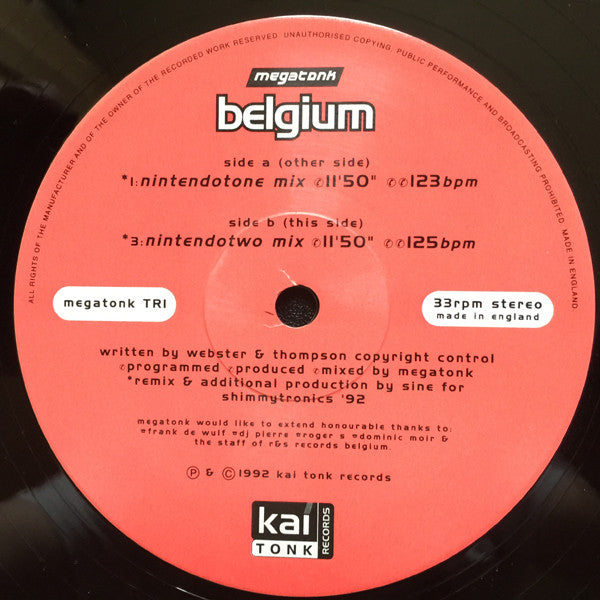 ALL RIGHTS OF THE MANUFACTURER AND OF THE OWNER OF THE RECORDED WORK RESERVED. UNAUTHORISED COPYING, PUBLIC PERFORMANCE AND BROADCASTING PROHIBITED. MADE IN ENGLAND.
megatonk
belgium
side a (other side)
*1:nintendotone mix ✆11'50" ✆✆123bpm
side b (this side)
*3:nintendotwo mix ✆11'50" ✆✆125bpm
megatonk TR1
33rpm stereo
made in england
written by webster & thompson copyright control
✆programmed ✆produced ✆mixed by megatonk
*remix & additional production by sine for
shimmytronics '92
megatonk would like to extend honourable thanks to:
frank de wulf dj pierre roger s dominic moir &
the staff of r&s records belgium.
Ⓟ & ©1992 kai tonk records
kai
TONK
RECORDS